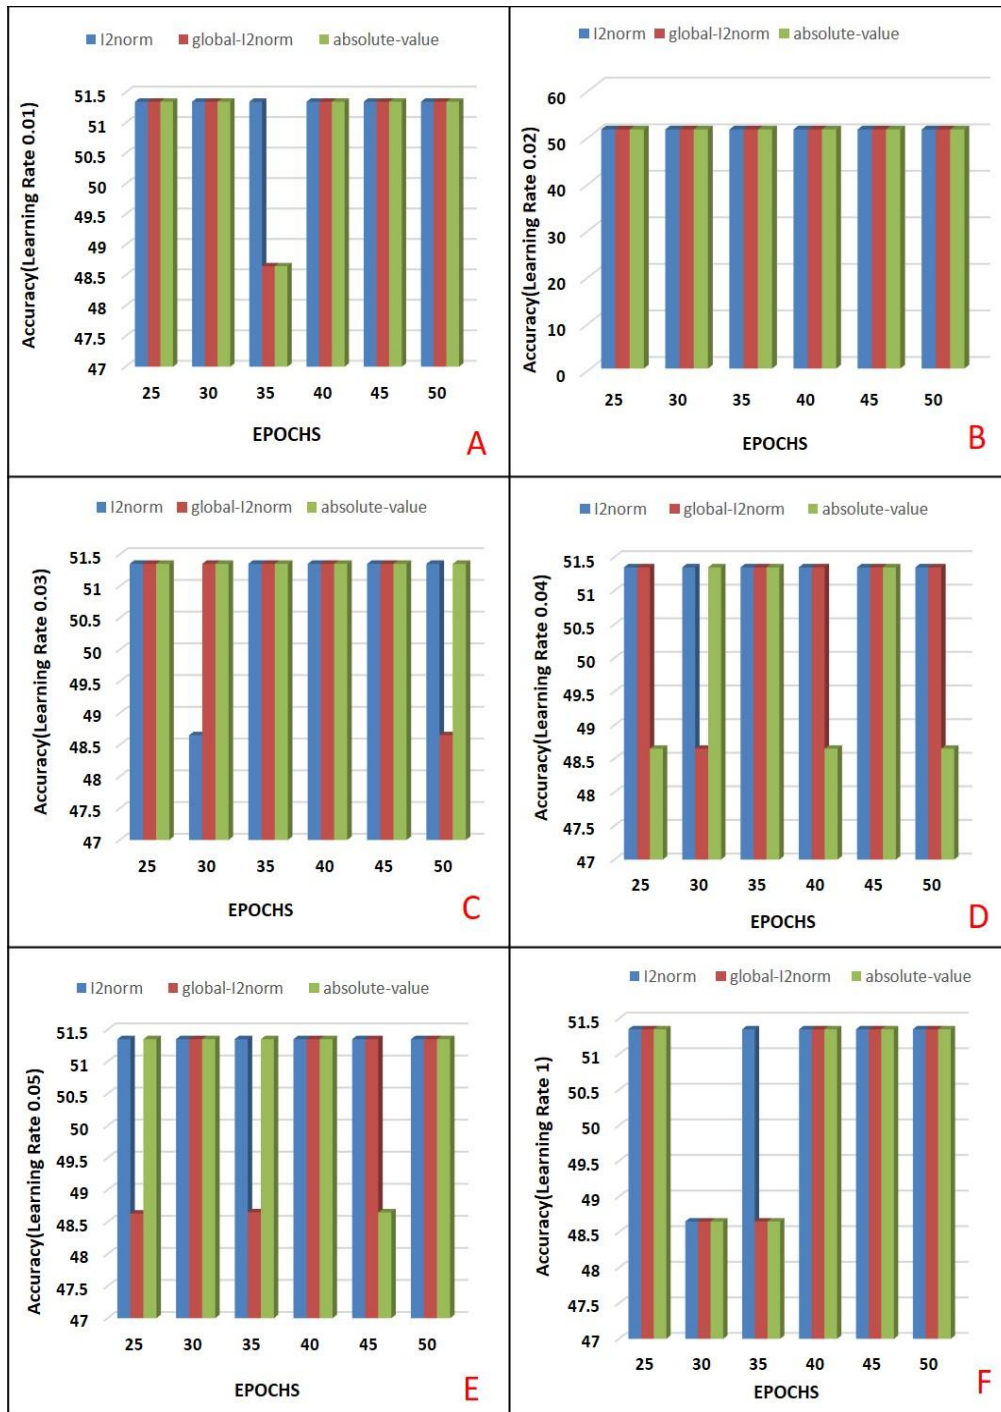 l2norm global-l2norm absolute-value
Accuracy(Learning Rate 0.01)
51.5
51
50.5
50
49.5
49
48.5
48
47.5
47
25 30 35 40 45 50
EPOCHS
A
l2norm global-l2norm absolute-value
Accuracy(Learning Rate 0.02)
60
50
40
30
20
10
0
25 30 35 40 45 50
EPOCHS
B
l2norm global-l2norm absolute-value
Accuracy(Learning Rate 0.03)
51.5
51
50.5
50
49.5
49
48.5
48
47.5
47
25 30 35 40 45 50
EPOCHS
C
l2norm global-l2norm absolute-value
Accuracy(Learning Rate 0.04)
51.5
51
50.5
50
49.5
49
48.5
48
47.5
47
25 30 35 40 45 50
EPOCHS
D
l2norm global-l2norm absolute-value
Accuracy(Learning Rate 0.05)
51.5
51
50.5
50
49.5
49
48.5
48
47.5
47
25 30 35 40 45 50
EPOCHS
E
l2norm global-l2norm absolute-value
Accuracy(Learning Rate 1)
51.5
51
50.5
50
49.5
49
48.5
48
47.5
47
25 30 35 40 45 50
EPOCHS
F